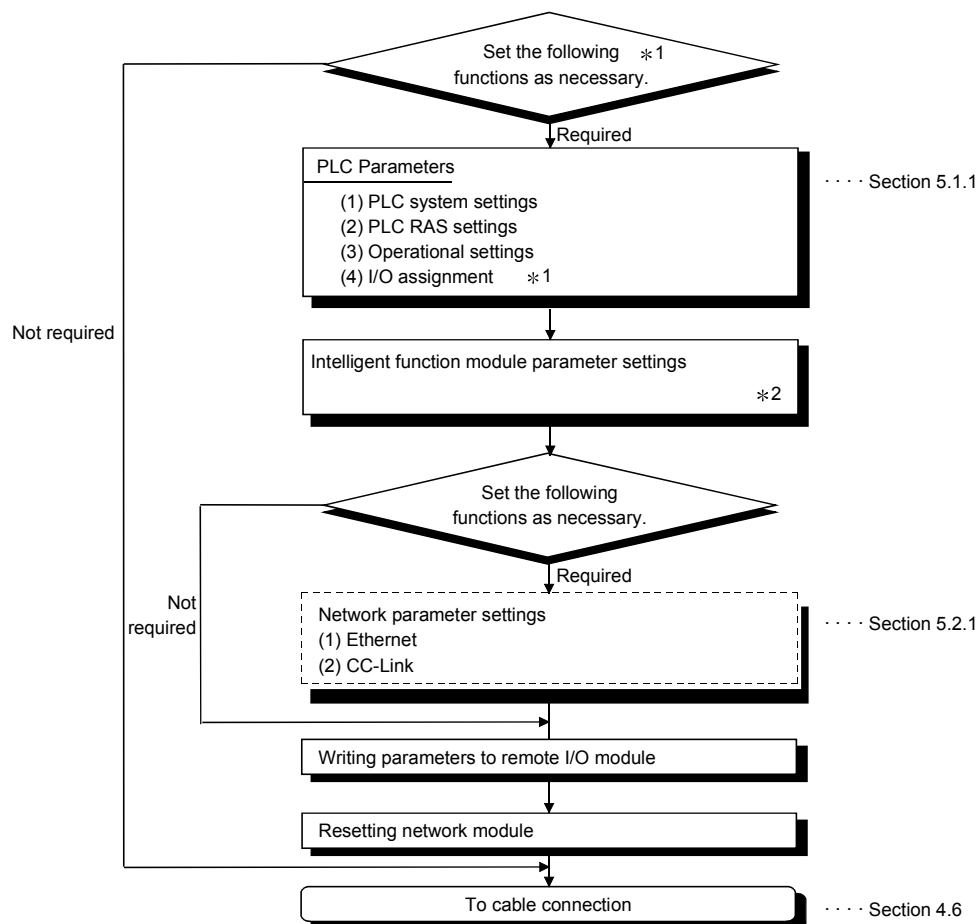 Set the following *1
functions as necessary.
Required
PLC Parameters
(1) PLC system settings
(2) PLC RAS settings
(3) Operational settings
(4) I/O assignment *1
···· Section 5.1.1
Not required
Intelligent function module parameter settings
*2
Set the following
functions as necessary.
Required
Not
required
Network parameter settings
(1) Ethernet
(2) CC-Link
···· Section 5.2.1
Writing parameters to remote I/O module
Resetting network module
To cable connection
···· Section 4.6